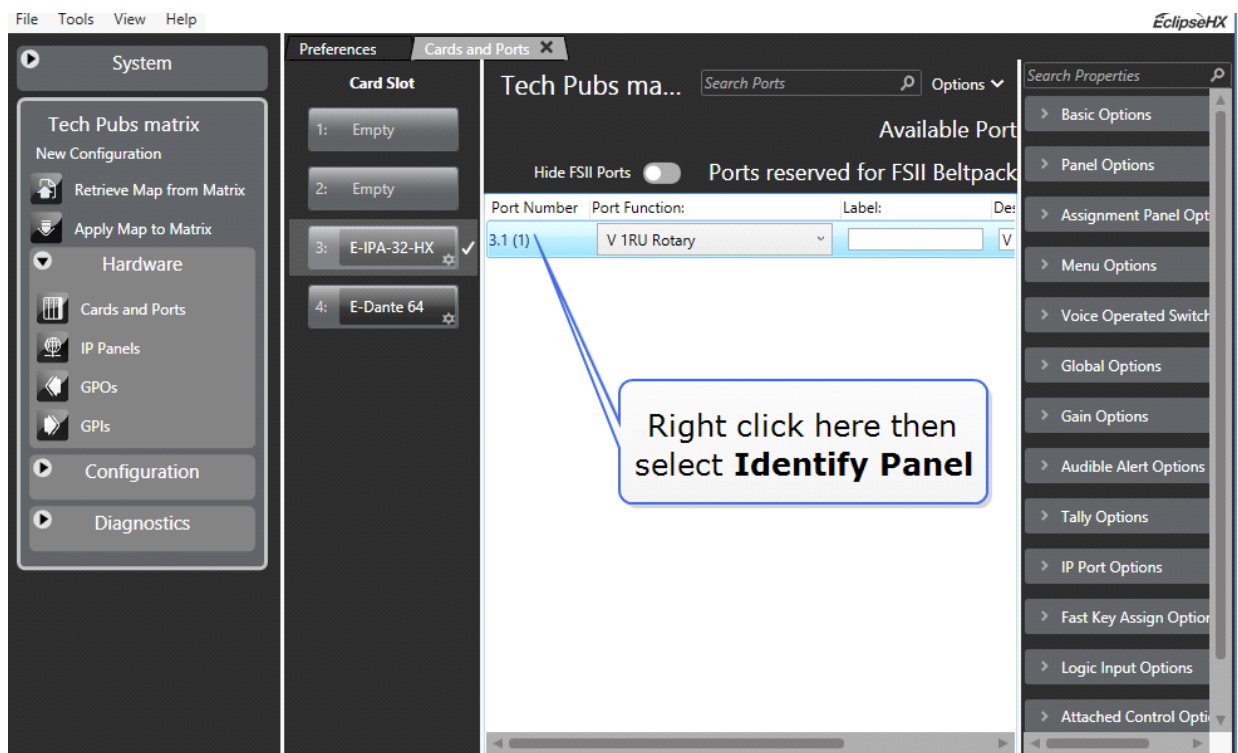 File Tools View Help
EclipseHX
System
Tech Pubs matrix
New Configuration
Retrieve Map from Matrix
Apply Map to Matrix
Hardware
Cards and Ports
IP Panels
GPOs
GPIs
Configuration
Diagnostics
Preferences
Cards and Ports
Card Slot
1: Empty
2: Empty
3: E-IPA-32-HX
4: E-Dante 64
Tech Pubs ma...
Search Ports
Options
Available Port
Hide FSII Ports
Ports reserved for FSII Beltpack
Port Number Port Function: Label: Des
3.1 (1) V 1RU Rotary V
Right click here then
select Identify Panel
Search Properties
Basic Options
Panel Options
Assignment Panel Opt
Menu Options
Voice Operated Switch
Global Options
Gain Options
Audible Alert Options
Tally Options
IP Port Options
Fast Key Assign Option
Logic Input Options
Attached Control Opti